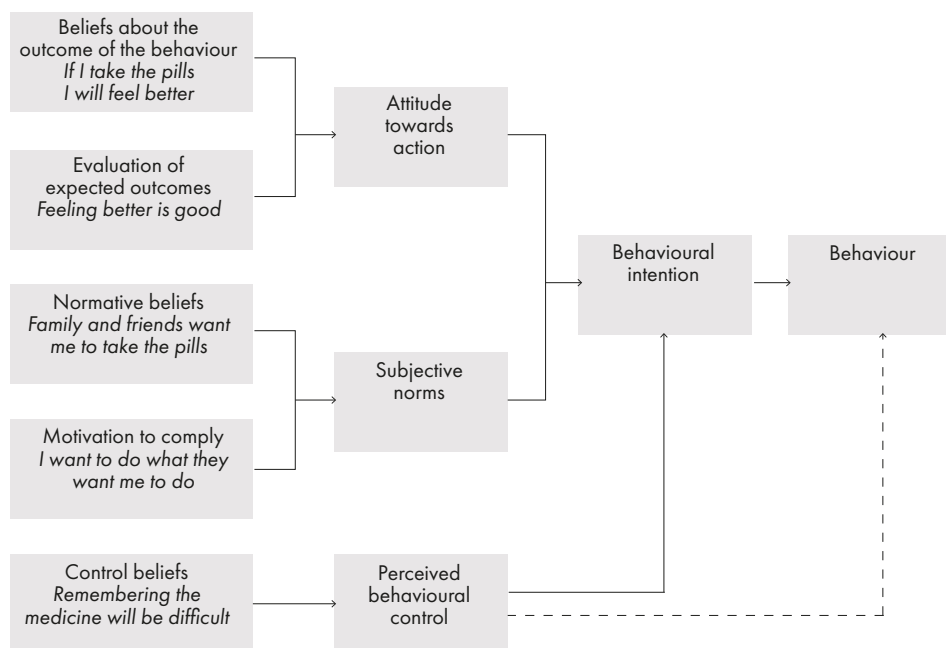 Beliefs about the
outcome of the behaviour
If I take the pills
I will feel better
Attitude
towards
action
Evaluation of
expected outcomes
Feeling better is good
Behavioural
intention
Behaviour
Normative beliefs
Family and friends want
me to take the pills
Subjective
norms
Motivation to comply
I want to do what they
want me to do
Control beliefs
Remembering the
medicine will be difficult
Perceived
behavioural
control